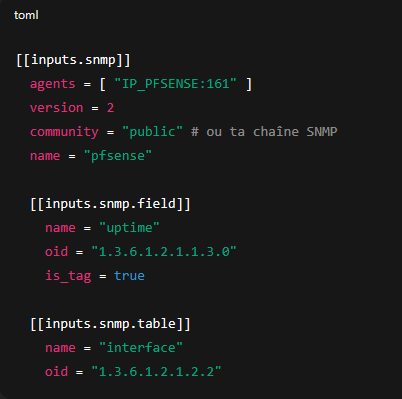 toml
[[inputs.snmp]]
agents = [ "IP_PFSENSE:161" ]
version = 2
community = "public" # ou ta chaîne SNMP
name = "pfsense"
[[inputs.snmp.field]]
name = "uptime"
oid = "1.3.6.1.2.1.1.3.0"
is_tag = true
[[inputs.snmp.table]]
name = "interface"
oid = "1.3.6.1.2.1.2.2"